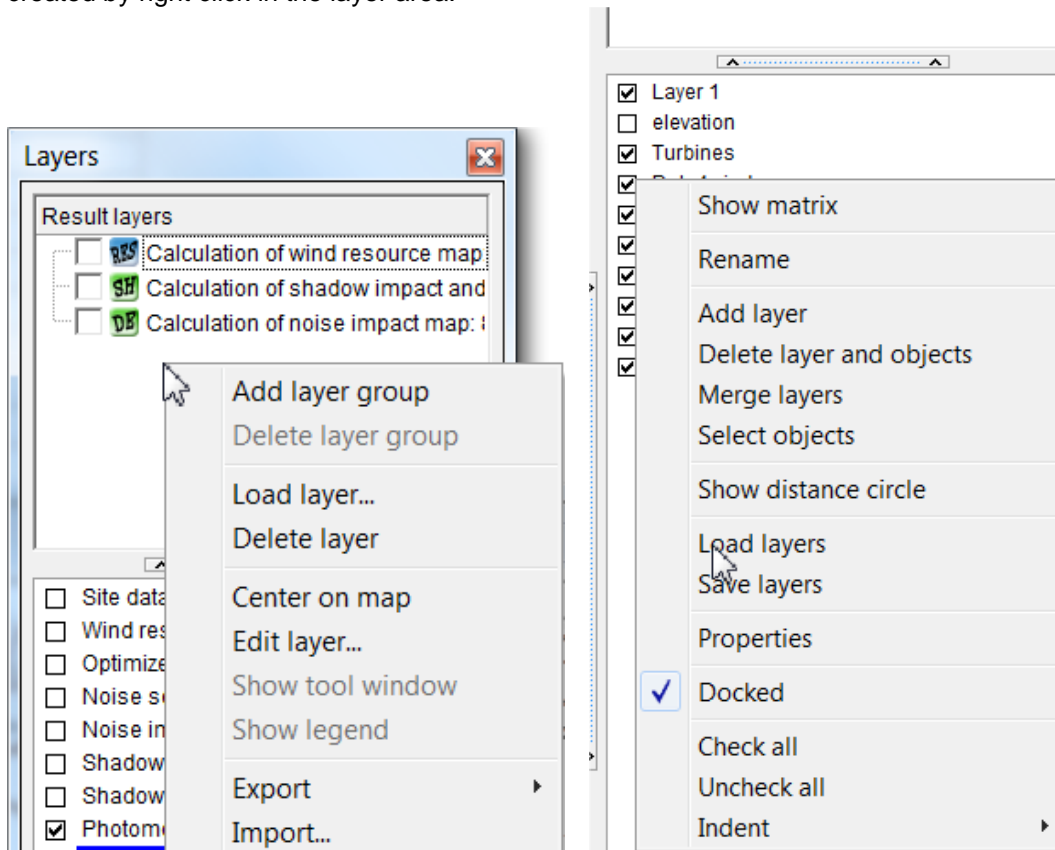 created by right click in the layer area.
Layers
Result layers
RES Calculation of wind resource map
SH Calculation of shadow impact and
DB Calculation of noise impact map:
Add layer group
Delete layer group
Load layer...
Delete layer
Center on map
Edit layer...
Show tool window
Show legend
Export
Import...
Site data
Wind res
Optimize
Noise s
Noise in
Shadow
Shadow
Photom
Layer 1
elevation
Turbines
Show matrix
Rename
Add layer
Delete layer and objects
Merge layers
Select objects
Show distance circle
Load layers
Save layers
Properties
Docked
Check all
Uncheck all
Indent